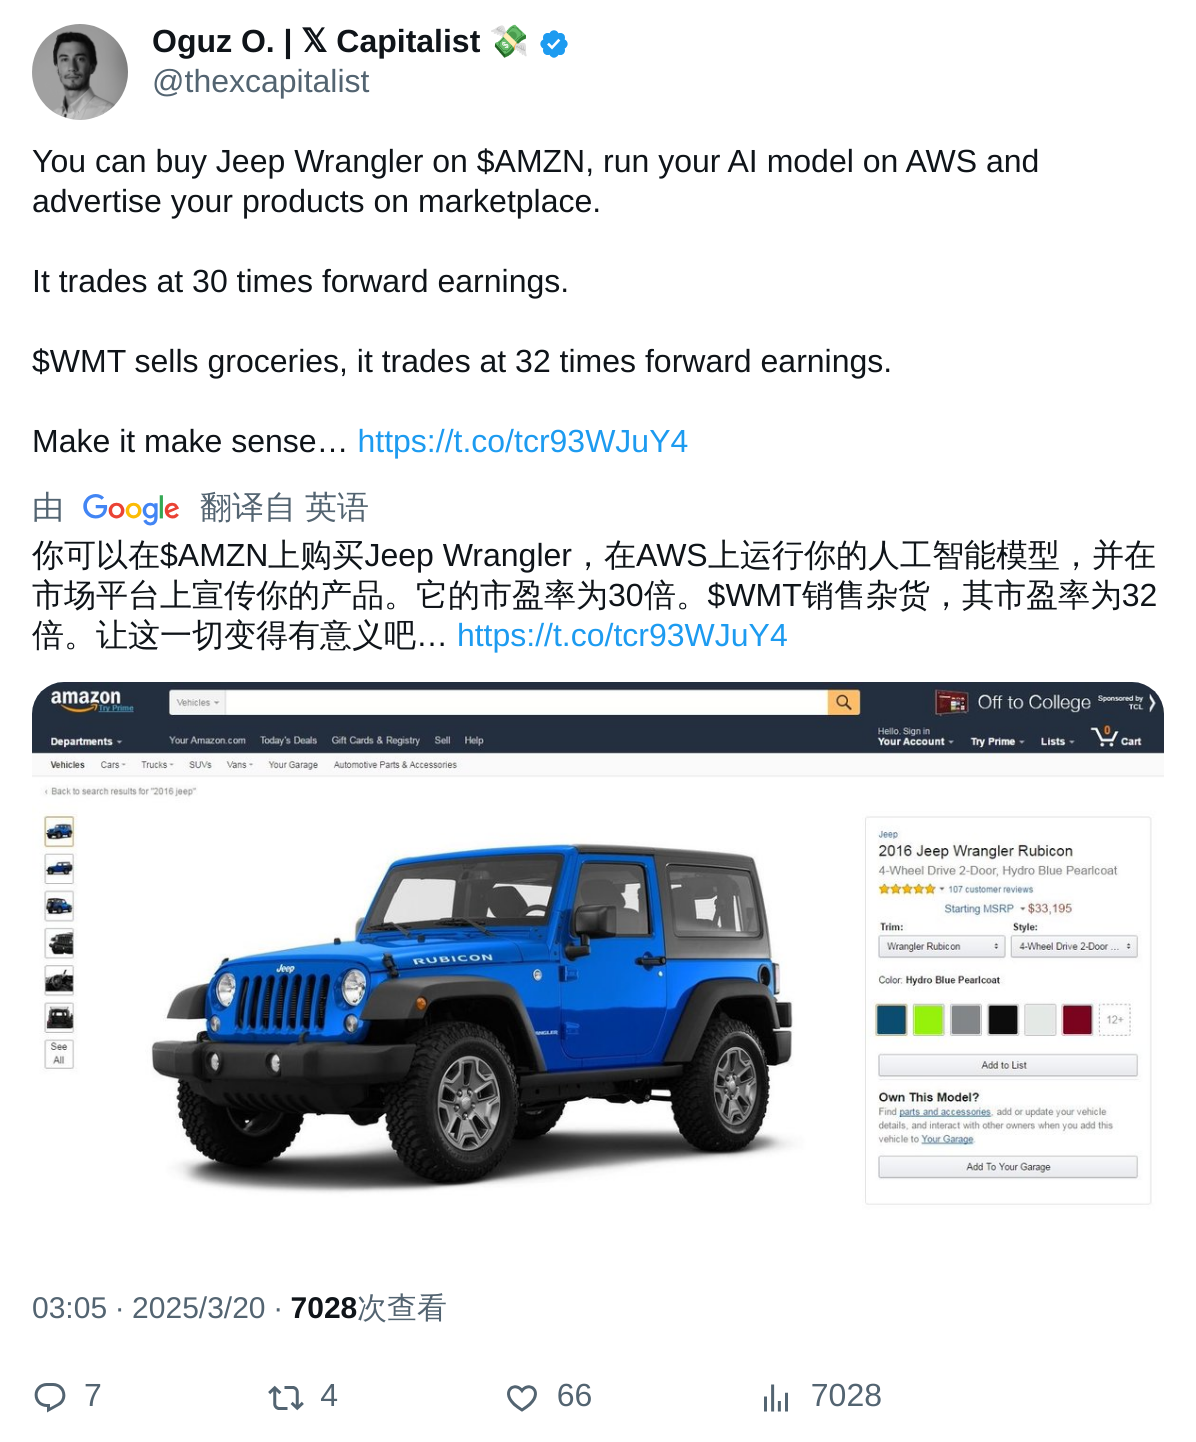 Oguz O. | 𝕏 Capitalist 💸
@thexcapitalist
You can buy Jeep Wrangler on $AMZN, run your AI model on AWS and
advertise your products on marketplace.
It trades at 30 times forward earnings.
$WMT sells groceries, it trades at 32 times forward earnings.
Make it make sense… https://t.co/tcr93WJuY4
由 Google 翻译自 英语
你可以在$AMZN上购买Jeep Wrangler，在AWS上运行你的人工智能模型，并在
市场平台上宣传你的产品。它的市盈率为30倍。$WMT销售杂货，其市盈率为32
倍。让这一切变得有意义吧… https://t.co/tcr93WJuY4
amazon
Try Prime
Vehicles
Off to College
Sponsored by
TCL
Departments
Your Amazon.com Today's Deals Gift Cards & Registry Sell Help
Hello. Sign in
Your Account
Try Prime
Lists
0
Cart
Vehicles Cars Trucks SUVs Vans Your Garage Automotive Parts & Accessories
‹ Back to search results for "2016 jeep"
See
All
Jeep
RUBICON
WRANGLER
Jeep
2016 Jeep Wrangler Rubicon
4-Wheel Drive 2-Door, Hydro Blue Pearlcoat
107 customer reviews
Starting MSRP $33,195
Trim: Style:
Wrangler Rubicon 4-Wheel Drive 2-Door ...
Color: Hydro Blue Pearlcoat
12+
Add to List
Own This Model?
Find parts and accessories, add or update your vehicle
details, and interact with other owners when you add this
vehicle to Your Garage.
Add To Your Garage
03:05 · 2025/3/20 · 7028次查看
7 4 66 7028